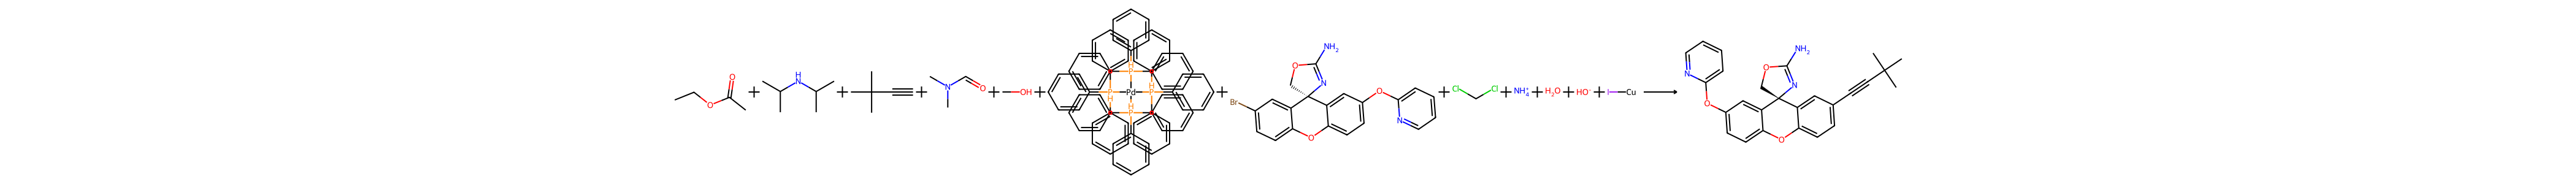 O
O
+
H
N
+
+
N
O
+
OH
+
P
H
P
H
Pd
P
H
P
H
+
Br
O
NH2
N
O
N
O
+
Cl
Cl
+
NH4+
+
H2O
+
HO-
+
I
Cu
N
O
O
NH2
N
O